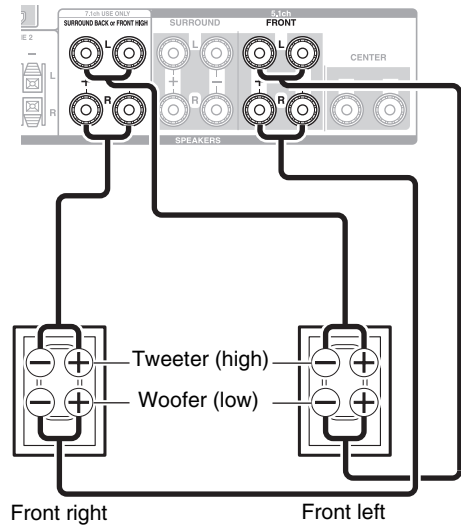 7.1ch USE ONLY
SURROUND BACK or FRONT HIGH
SURROUND
5.1ch
FRONT
CENTER
L
L
L
L
R
R
R
R
SPEAKERS
Tweeter (high)
Woofer (low)
Front right
Front left